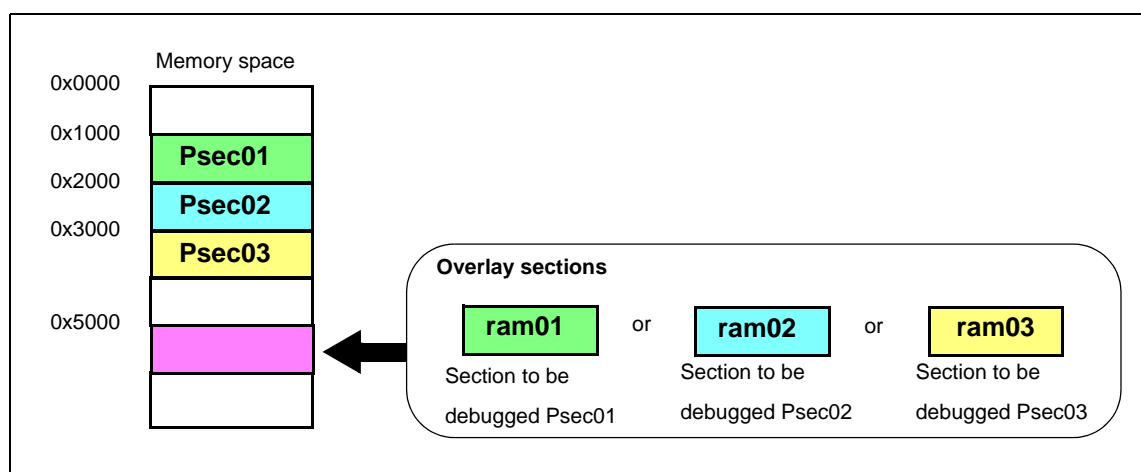 Memory space
0x0000
0x1000
Psec01
0x2000
Psec02
0x3000
Psec03
0x5000
Overlay sections
ram01 or ram02 or ram03
Section to be Section to be Section to be
debugged Psec01 debugged Psec02 debugged Psec03